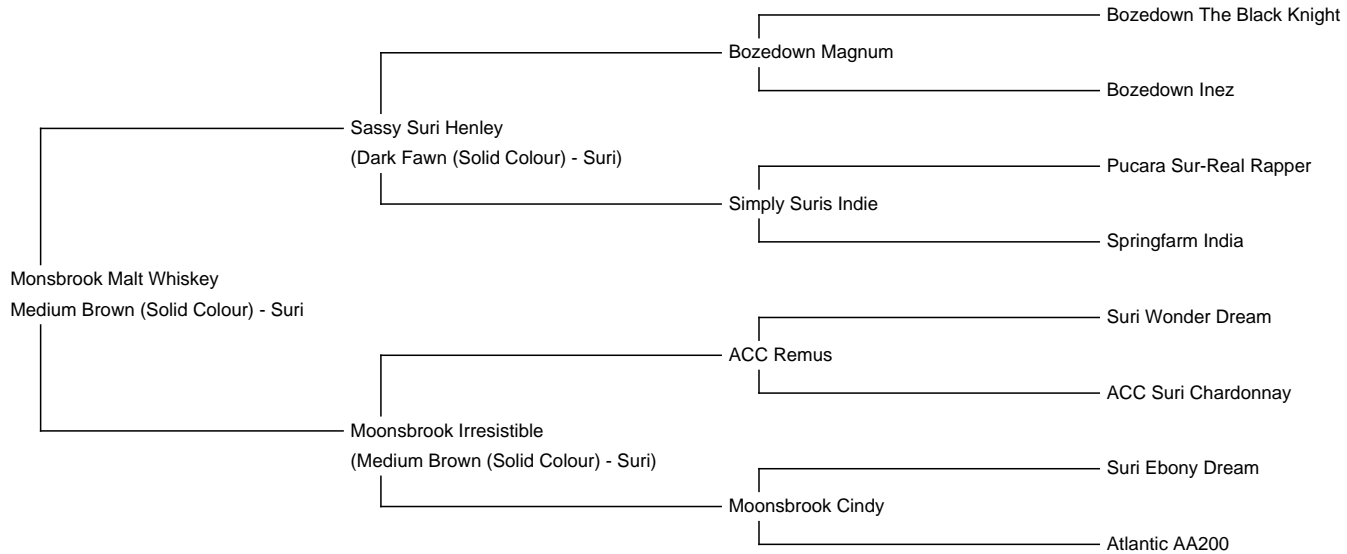 Bozedown The Black Knight
Bozedown Magnum
Bozedown Inez
Sassy Suri Henley
(Dark Fawn (Solid Colour) - Suri)
Pucara Sur-Real Rapper
Simply Suris Indie
Springfarm India
Monsbrook Malt Whiskey
Medium Brown (Solid Colour) - Suri
Suri Wonder Dream
ACC Remus
ACC Suri Chardonnay
Moonsbrook Irresistible
(Medium Brown (Solid Colour) - Suri)
Suri Ebony Dream
Moonsbrook Cindy
Atlantic AA200